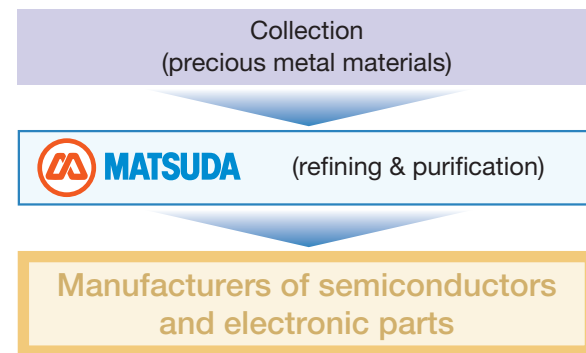 Collection
(precious metal materials)
MATSUDA (refining & purification)
Manufacturers of semiconductors
and electronic parts